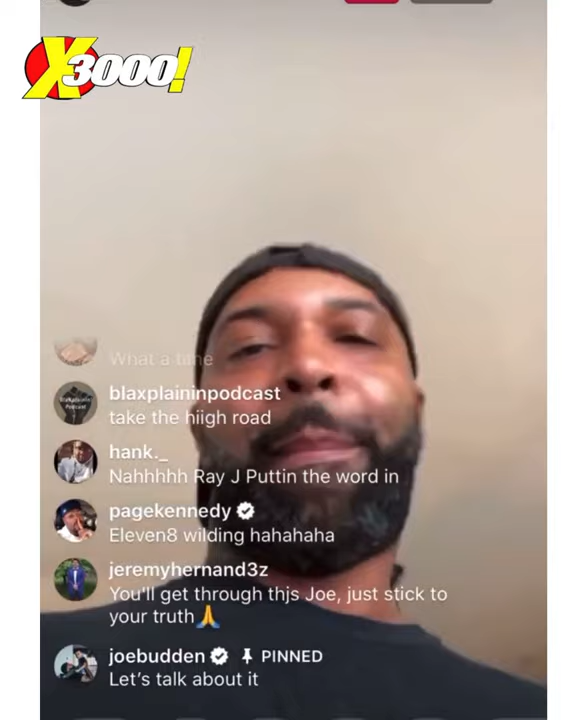 X3000!
What a time
blaxplaininpodcast
take the hiigh road
hank._
Nahhhhh Ray J Puttin the word in
pagekennedy
Eleven8 wilding hahahaha
jeremyhernand3z
You'll get through thjs Joe, just stick to
your truth🙏
joebudden PINNED
Let's talk about it